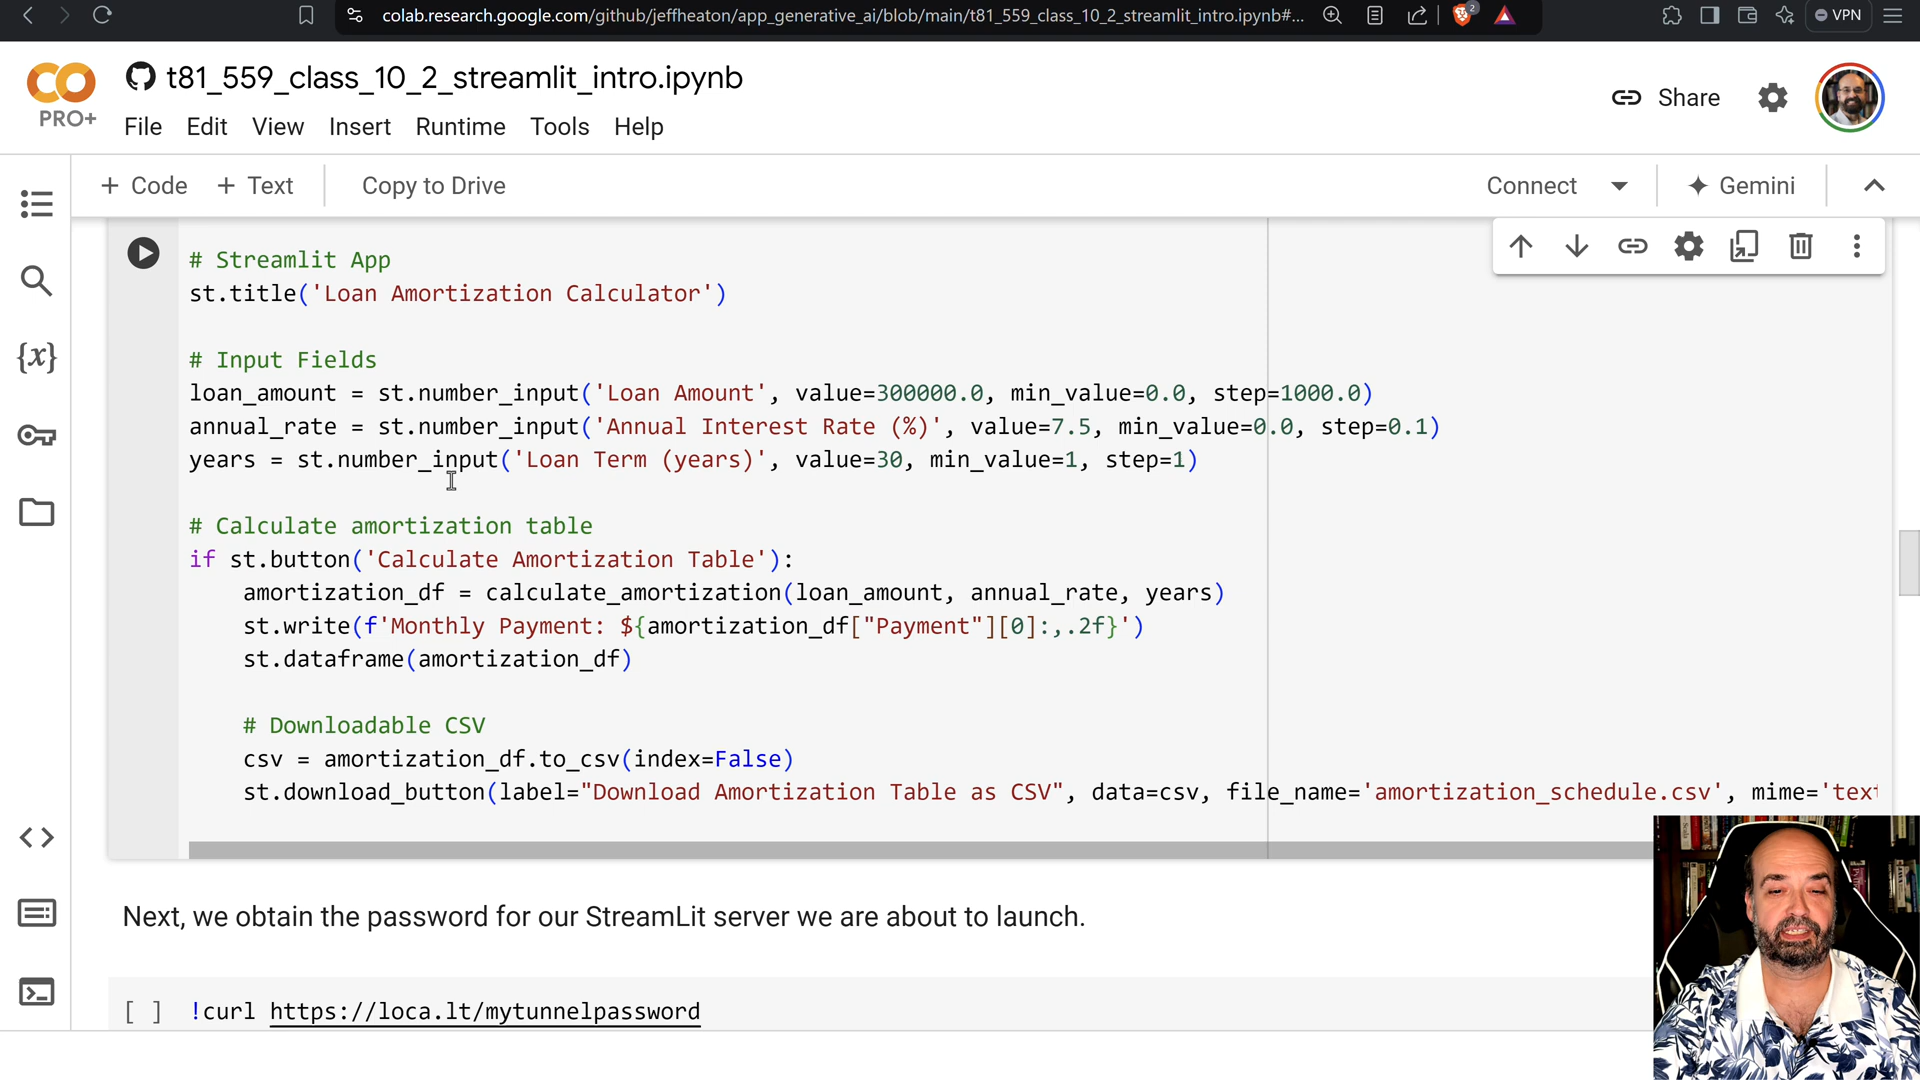 colab.research.google.com/github/jeffheaton/app_generative_ai/blob/main/t81_559_class_10_2_streamlit_intro.ipynb#...
2
VPN
PRO+
t81_559_class_10_2_streamlit_intro.ipynb
Share
File Edit View Insert Runtime Tools Help
+ Code + Text Copy to Drive Connect Gemini
# Streamlit App
st.title('Loan Amortization Calculator')
# Input Fields
loan_amount = st.number_input('Loan Amount', value=300000.0, min_value=0.0, step=1000.0)
annual_rate = st.number_input('Annual Interest Rate (%)', value=7.5, min_value=0.0, step=0.1)
years = st.number_input('Loan Term (years)', value=30, min_value=1, step=1)
# Calculate amortization table
if st.button('Calculate Amortization Table'):
    amortization_df = calculate_amortization(loan_amount, annual_rate, years)
    st.write(f'Monthly Payment: ${amortization_df["Payment"][0]:,.2f}')
    st.dataframe(amortization_df)
    # Downloadable CSV
    csv = amortization_df.to_csv(index=False)
    st.download_button(label="Download Amortization Table as CSV", data=csv, file_name='amortization_schedule.csv', mime='text
Next, we obtain the password for our StreamLit server we are about to launch.
[ ] !curl https://loca.lt/mytunnelpassword